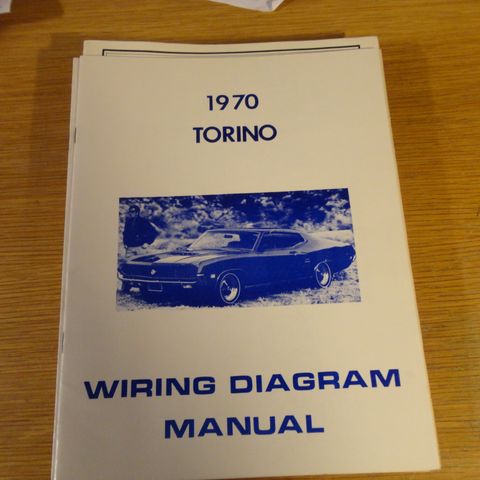 1970
TORINO
WIRING DIAGRAM
MANUAL